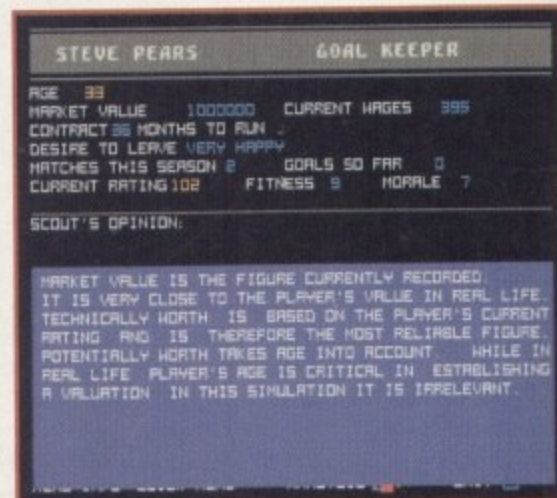 STEVE PEARS GOAL KEEPER
AGE 33
MARKET VALUE 1000000 CURRENT WAGES 395
CONTRACT 36 MONTHS TO RUN .
DESIRE TO LEAVE VERY HAPPY
MATCHES THIS SEASON 2 GOALS SO FAR 0
CURRENT RATING 102 FITNESS 9 MORALE 7
SCOUT'S OPINION:
MARKET VALUE IS THE FIGURE CURRENTLY RECORDED.
IT IS VERY CLOSE TO THE PLAYER'S VALUE IN REAL LIFE.
TECHNICALLY WORTH IS BASED ON THE PLAYER'S CURRENT
RATING AND IS THEREFORE THE MOST RELIABLE FIGURE.
POTENTIALLY WORTH TAKES AGE INTO ACCOUNT WHILE IN
REAL LIFE PLAYER'S AGE IS CRITICAL IN ESTABLISHING
A VALUATION IN THIS SIMULATION IT IS IRRELEVANT.